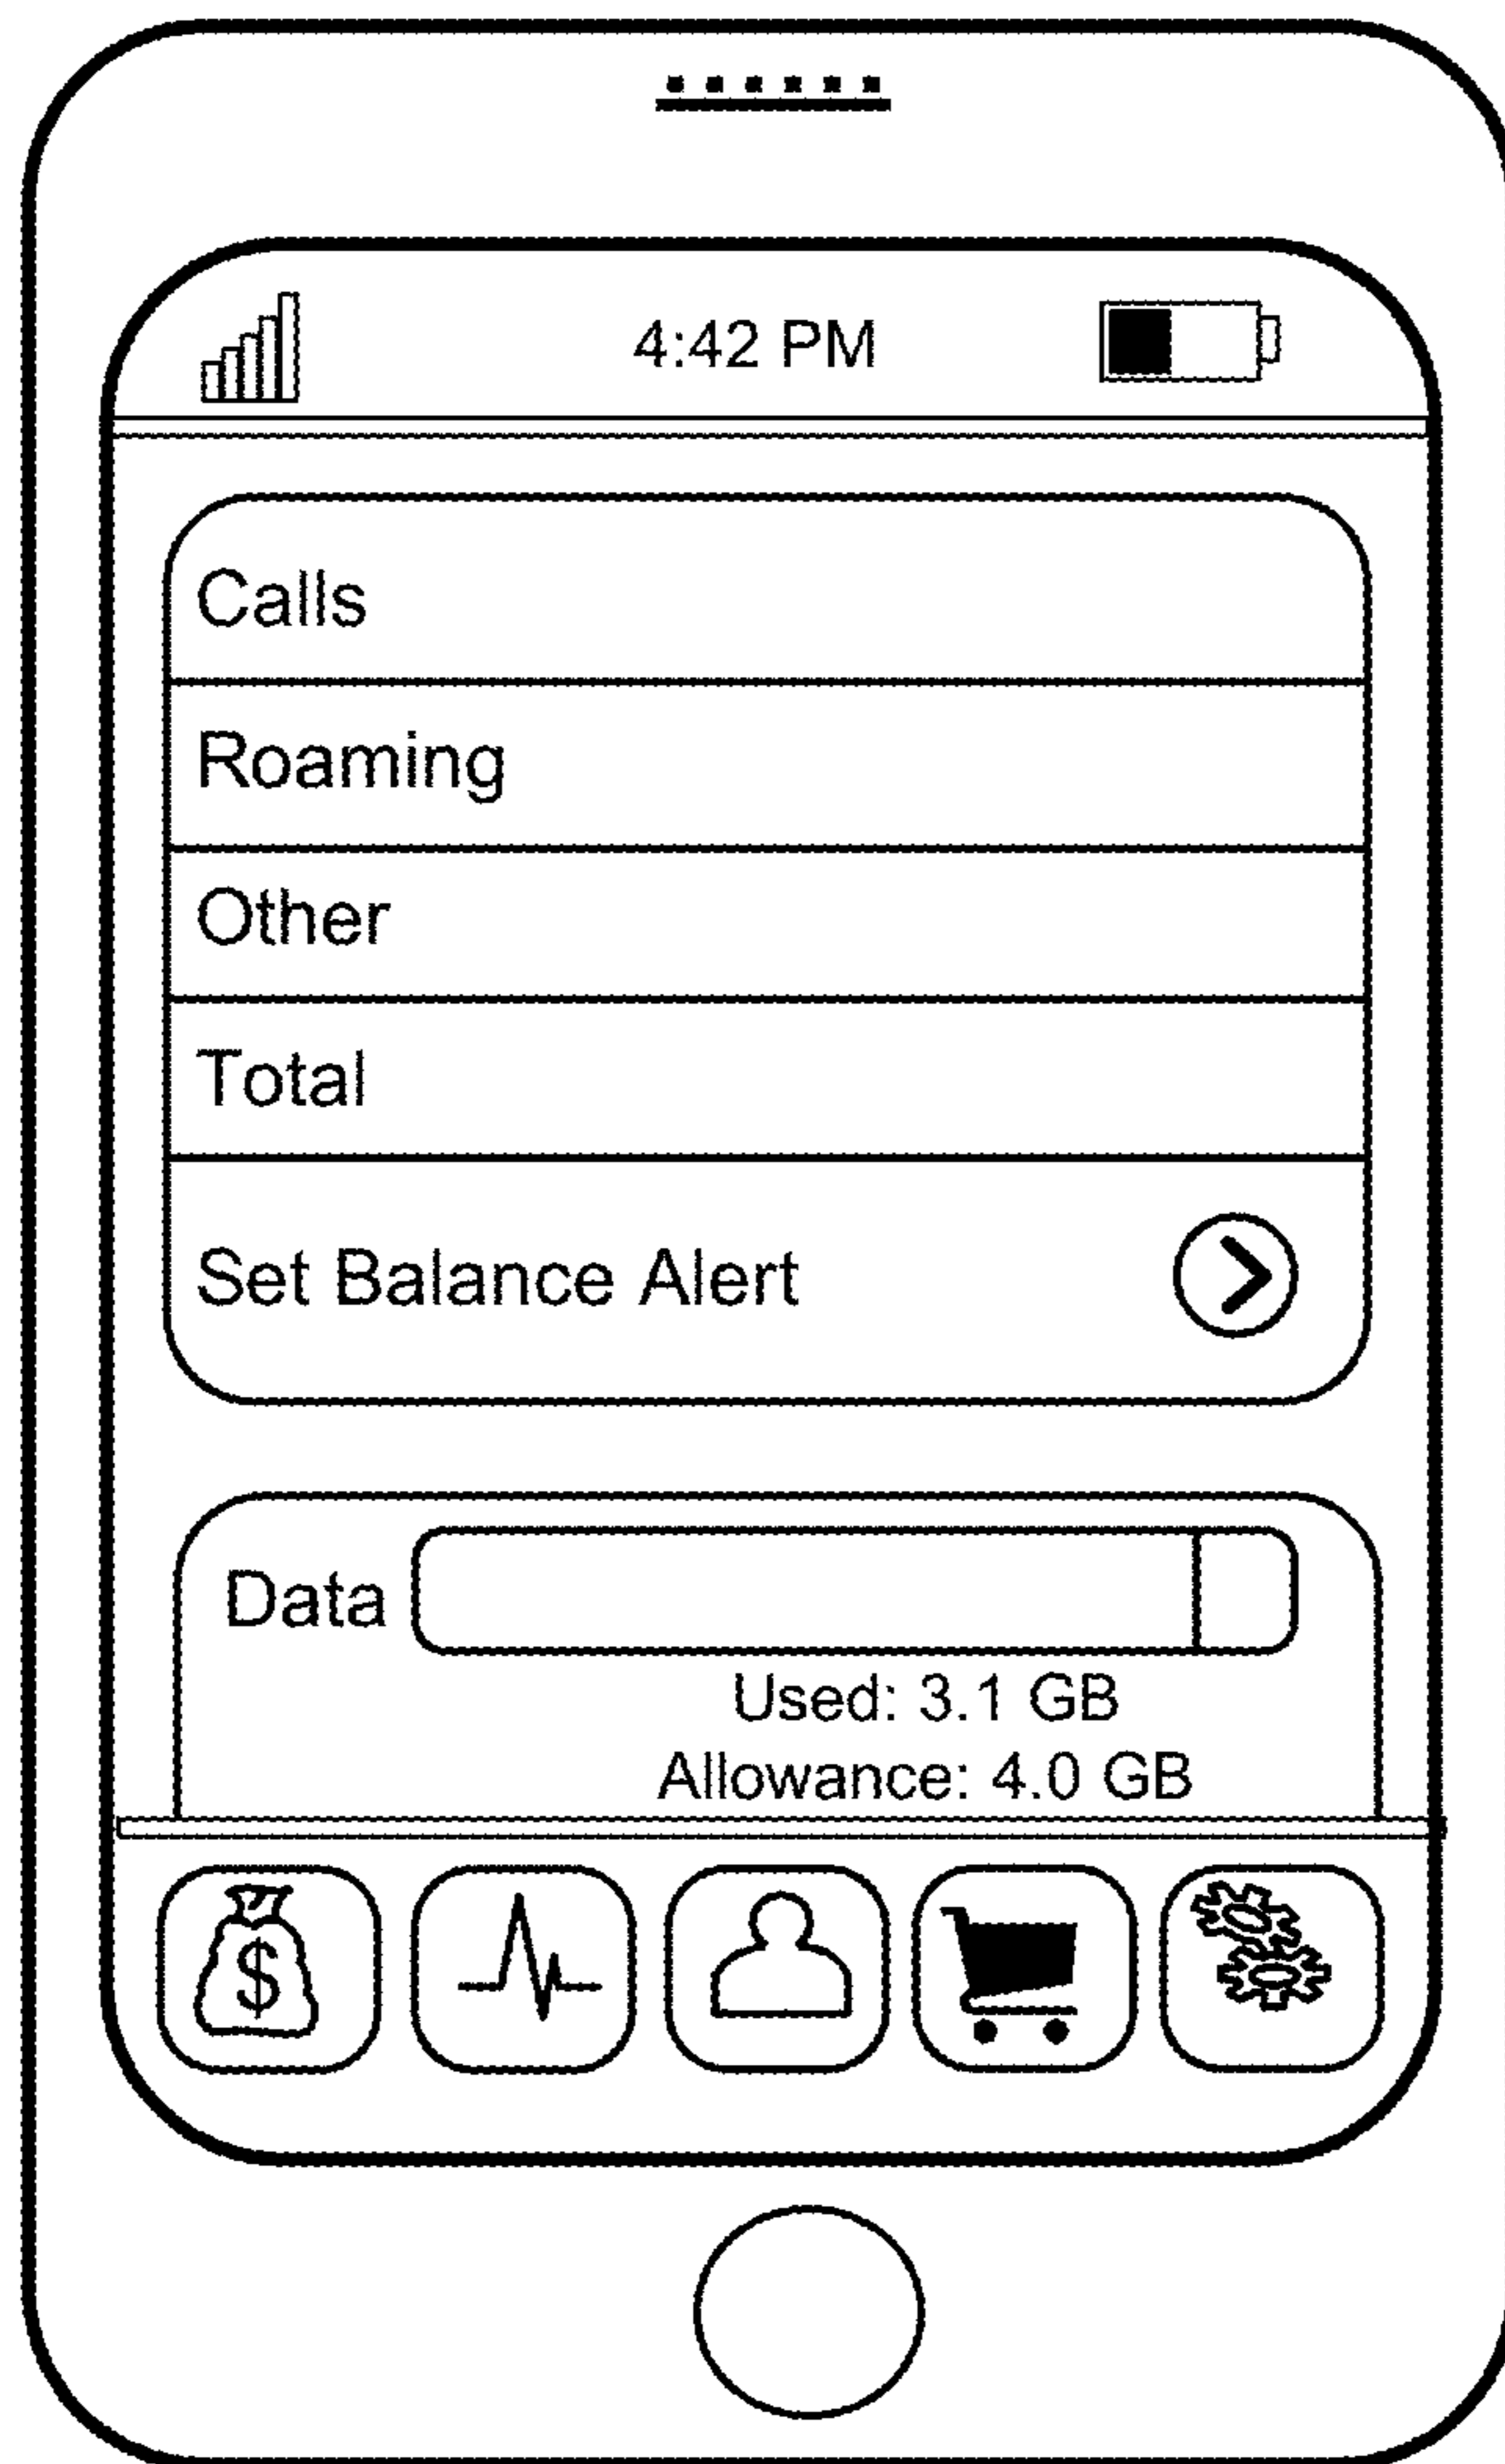 4:42 PM
Calls
Roaming
Other
Total
Set Balance Alert
Data
Used: 3.1 GB
Allowance: 4.0 GB
$